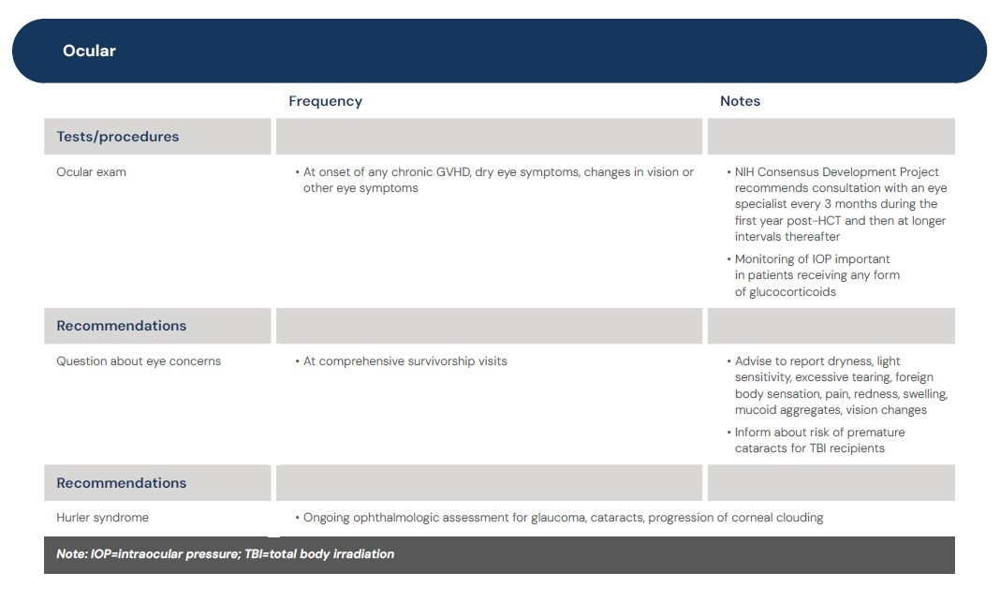 Ocular
Frequency
Notes
Tests/procedures
Ocular exam
• At onset of any chronic GVHD, dry eye symptoms, changes in vision or
other eye symptoms
• NIH Consensus Development Project
recommends consultation with an eye
specialist every 3 months during the
first year post-HCT and then at longer
intervals thereafter
• Monitoring of IOP important
in patients receiving any form
of glucocorticoids
Recommendations
Question about eye concerns
• At comprehensive survivorship visits
• Advise to report dryness, light
sensitivity, excessive tearing, foreign
body sensation, pain, redness, swelling,
mucoid aggregates, vision changes
• Inform about risk of premature
cataracts for TBI recipients
Recommendations
Hurler syndrome
• Ongoing ophthalmologic assessment for glaucoma, cataracts, progression of corneal clouding
Note: IOP=intraocular pressure; TBI=total body irradiation